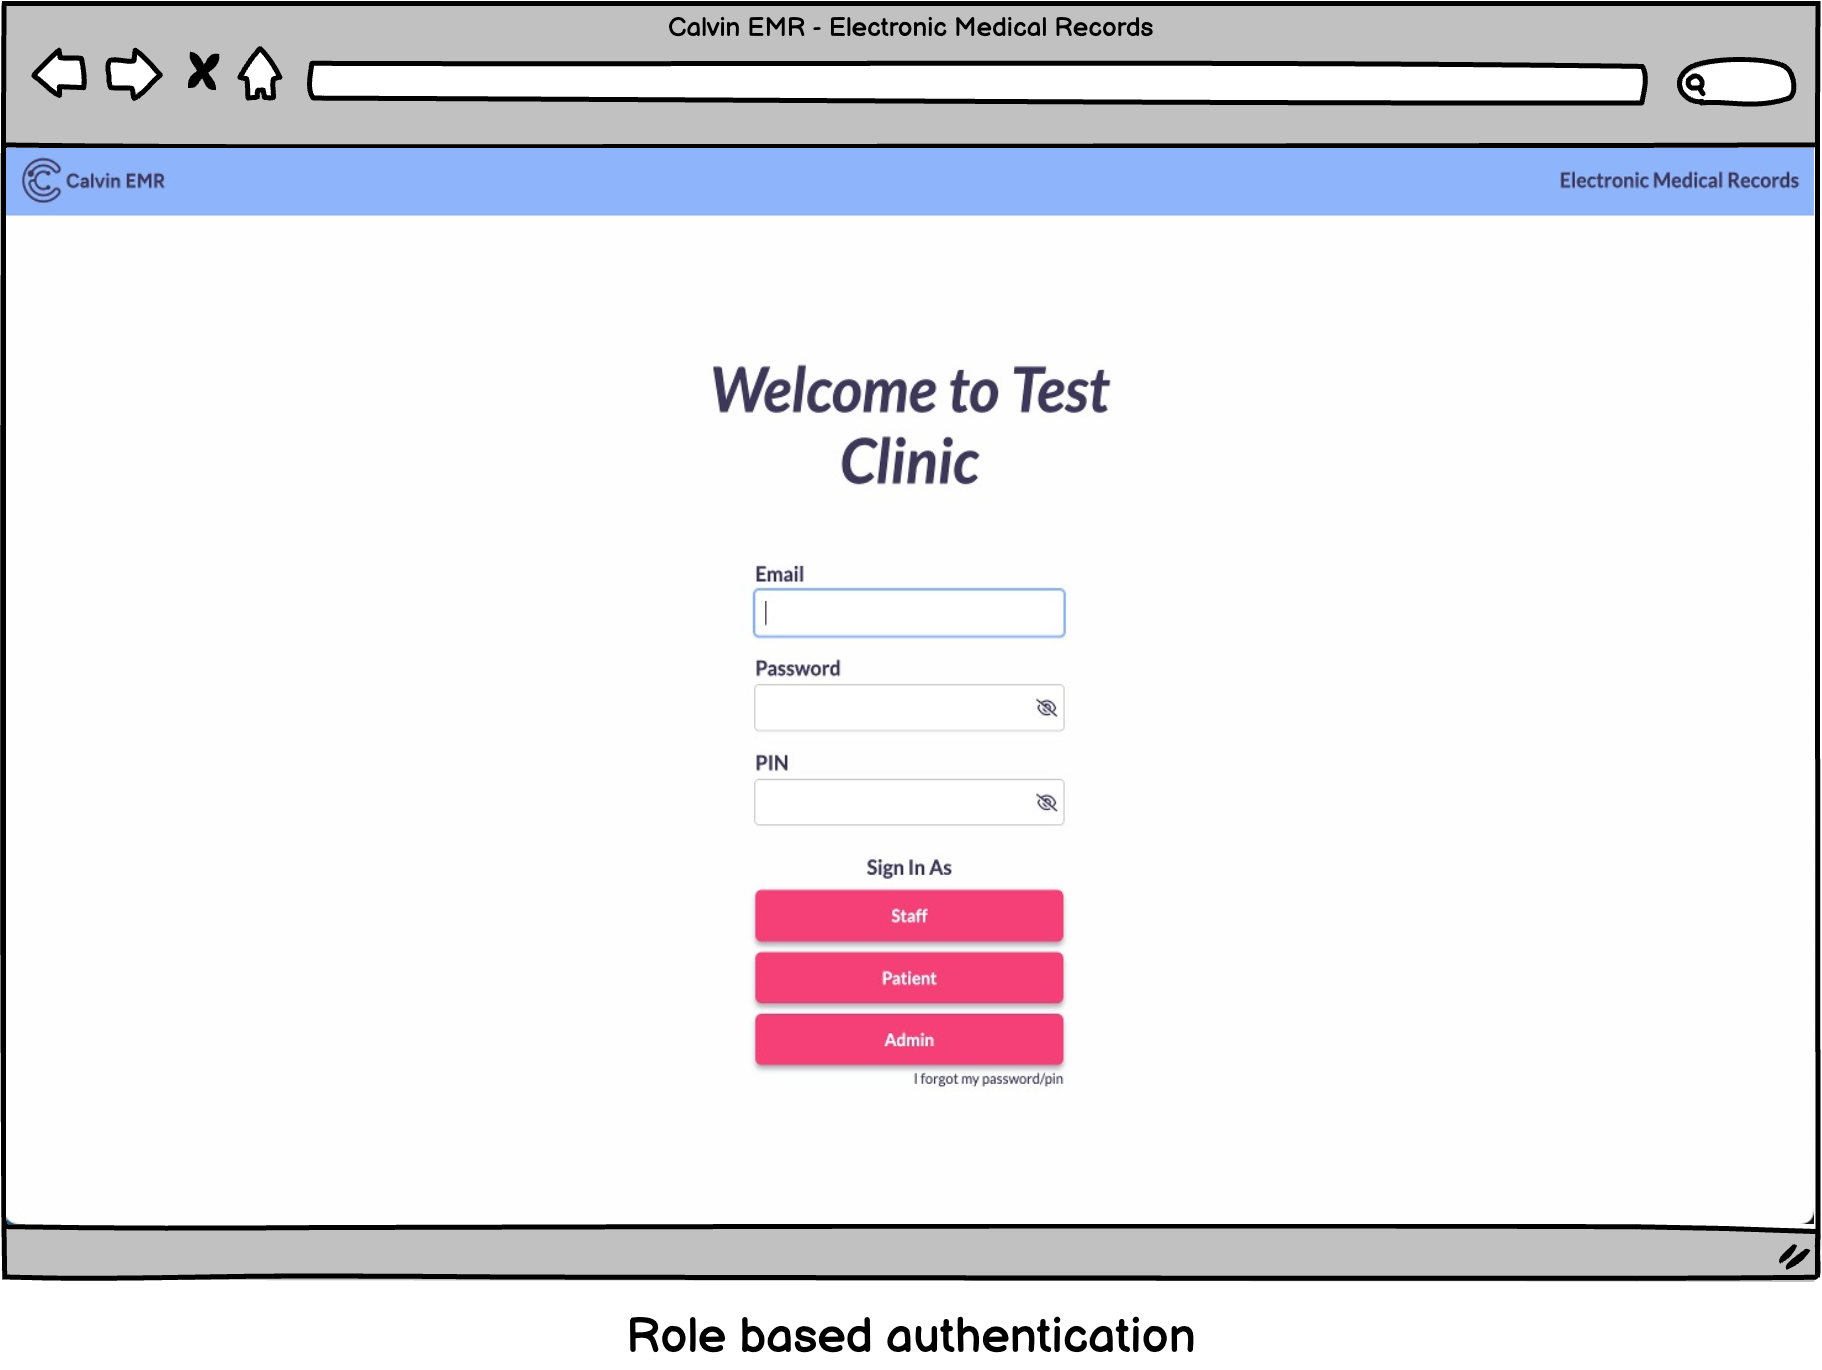 Calvin EMR - Electronic Medical Records
Calvin EMR
Electronic Medical Records
Welcome to Test
Clinic
Email
Password
PIN
Sign In As
Staff
Patient
Admin
I forgot my password/pin
Role based authentication